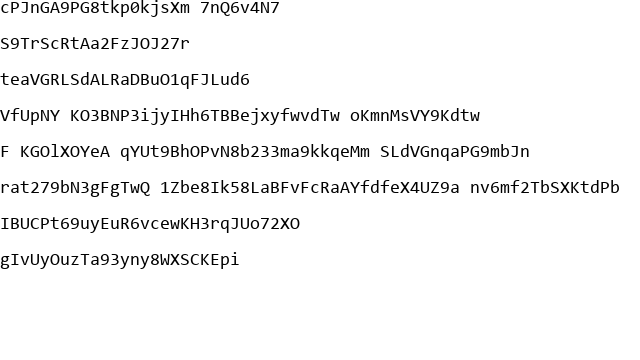 cPJnGA9PG8tkp0kjsXm 7nQ6v4N7
S9TrScRtAa2FzJOJ27r
teaVGRLSdALRaDBuO1qFJLud6
VfUpNY KO3BNP3ijyIHh6TBBejxyfwvdTw oKmnMsVY9Kdtw
F KGOlXOYeA qYUt9BhOPvN8b233ma9kkqeMm SLdVGnqaPG9mbJn
rat279bN3gFgTwQ 1Zbe8Ik58LaBFvFcRaAYfdfeX4UZ9a nv6mf2TbSXKtdPb
IBUCPt69uyEuR6vcewKH3rqJUo72XO
gIvUyOuzTa93yny8WXSCKEpi